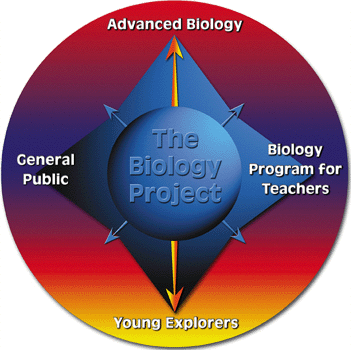 Advanced Biology
General
Public
The
Biology
Project
Biology
Program for
Teachers
Young Explorers